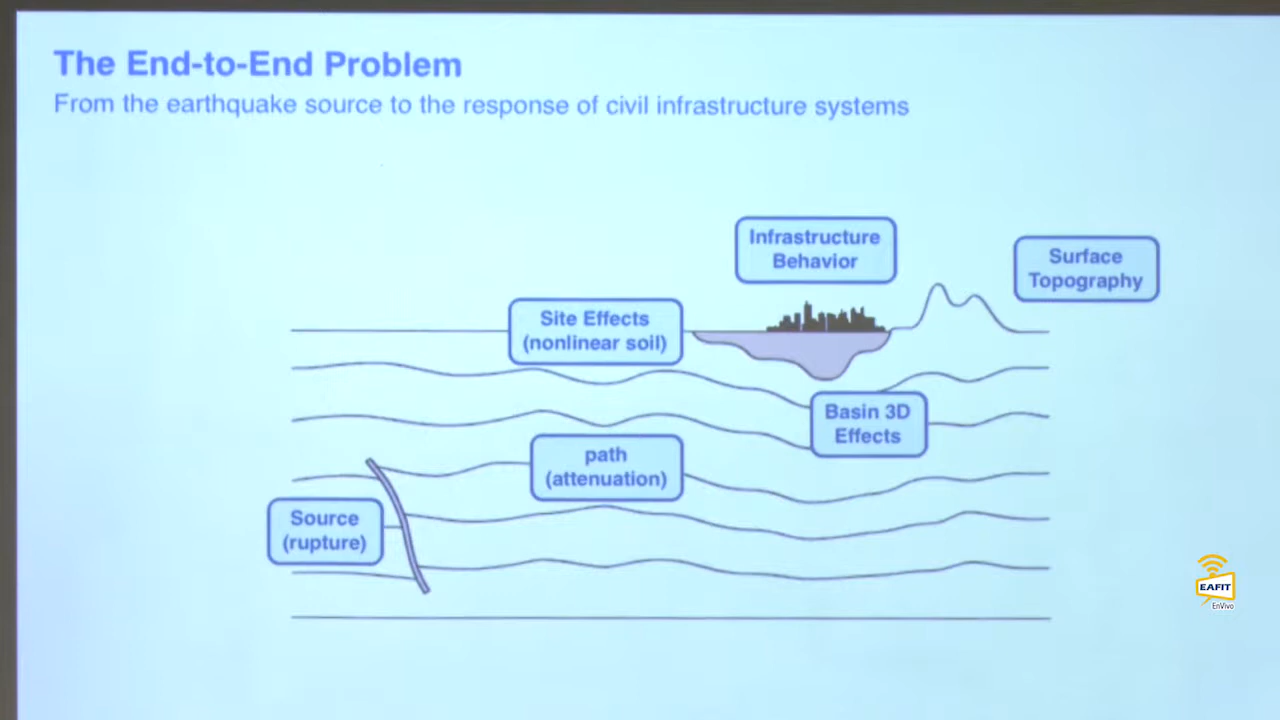 The End-to-End Problem
From the earthquake source to the response of civil infrastructure systems
Infrastructure
Behavior
Surface
Topography
Site Effects
(nonlinear soil)
Basin 3D
Effects
path
(attenuation)
Source
(rupture)
EAFIT
EnVivo